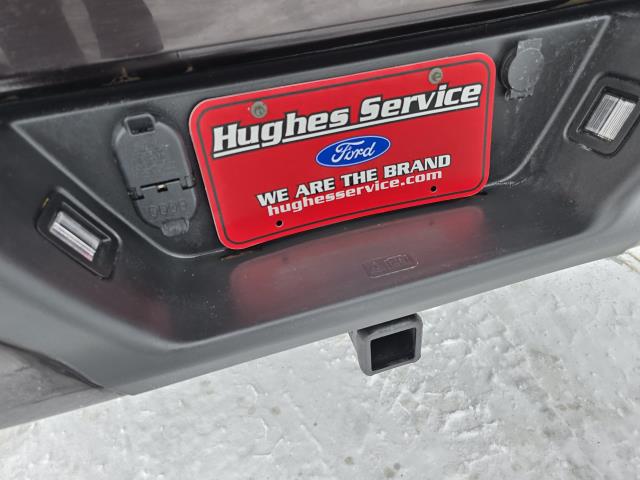 Hughes Service
Ford
WE ARE THE BRAND
hughesservice.com